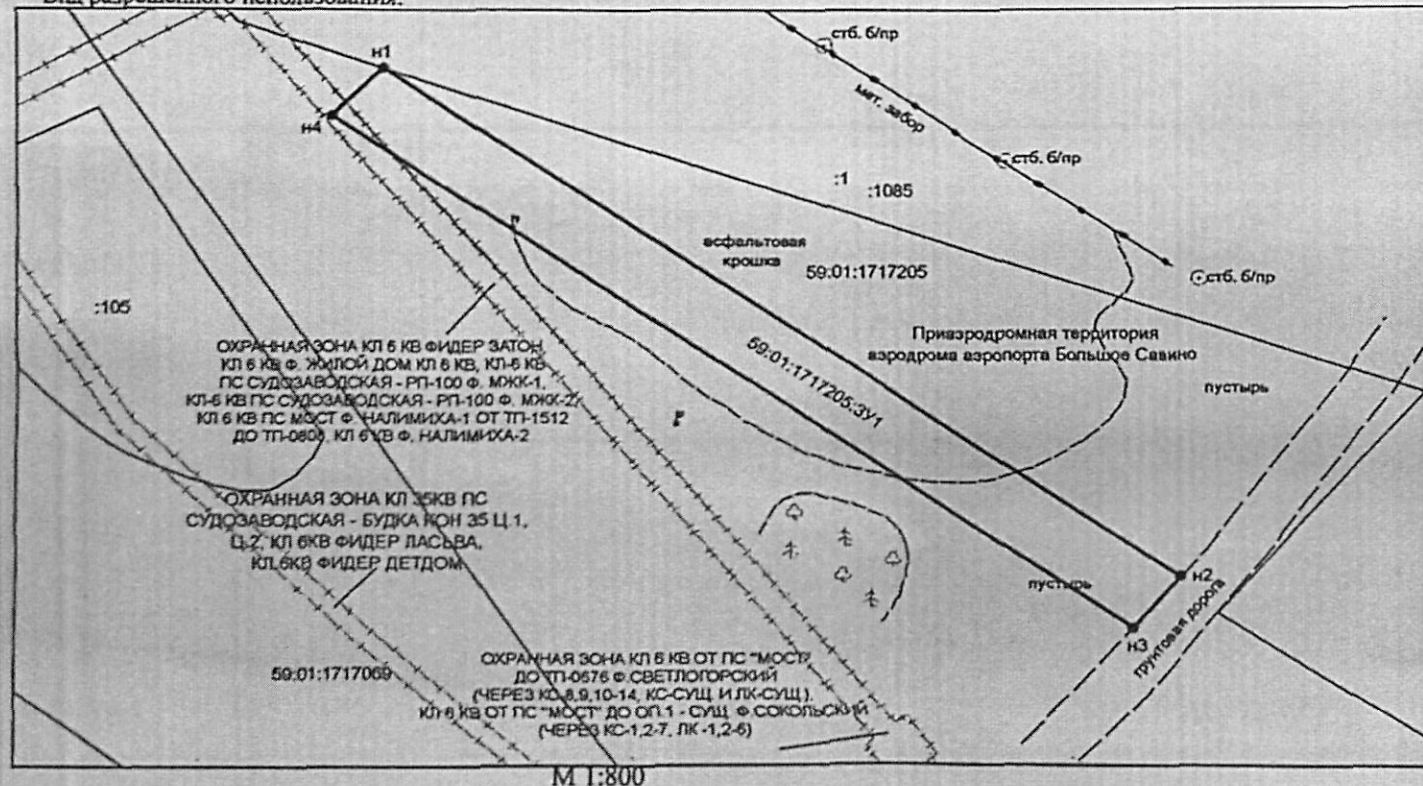 Вид разрешенного использования:
н1
стб. б/пр
н4
мет. забор
стб. б/пр
:1
:1085
асфальтовая
крошка
59:01:1717205
стб. б/пр
:105
Приаэродромная территория
аэродрома аэропорта Большое Савино
59:01:1717205:ЗУ1
пустырь
ОХРАННАЯ ЗОНА КЛ 6 КВ ФИДЕР ЗАТОН,
КЛ 6 КВ Ф. ЖИЛОЙ ДОМ КЛ 6 КВ, КЛ-6 КВ
ПС СУДОЗАВОДСКАЯ - РП-100 Ф. МЖК-1,
КЛ-6 КВ ПС СУДОЗАВОДСКАЯ - РП-100 Ф. МЖК-2,
КЛ 6 КВ ПС МОСТ Ф. НАЛИМИХА-1 ОТ ТП-1512
ДО ТП-0808, КЛ 6 КВ Ф. НАЛИМИХА-2
ОХРАННАЯ ЗОНА КЛ 35КВ ПС
СУДОЗАВОДСКАЯ - БУДКА КОН 35 Ц.1,
Ц.2, КЛ 6КВ ФИДЕР ЛАСЬВА,
КЛ 6КВ ФИДЕР ДЕТДОМ
пустырь
н2
н3
грунтовая дорога
59:01:1717069
ОХРАННАЯ ЗОНА КЛ 6 КВ ОТ ПС "МОСТ"
ДО ТП-0576 Ф.СВЕТЛОГОРСКИЙ
(ЧЕРЕЗ КС-8,9,10-14, КС-СУЩ. И ЛК-СУЩ.).
КЛ 6 КВ ОТ ПС "МОСТ" ДО ОП.1 - СУЩ. Ф.СОКОЛЬСКИЙ
(ЧЕРЕЗ КС-1,2-7, ЛК -1,2-6)
М 1:800